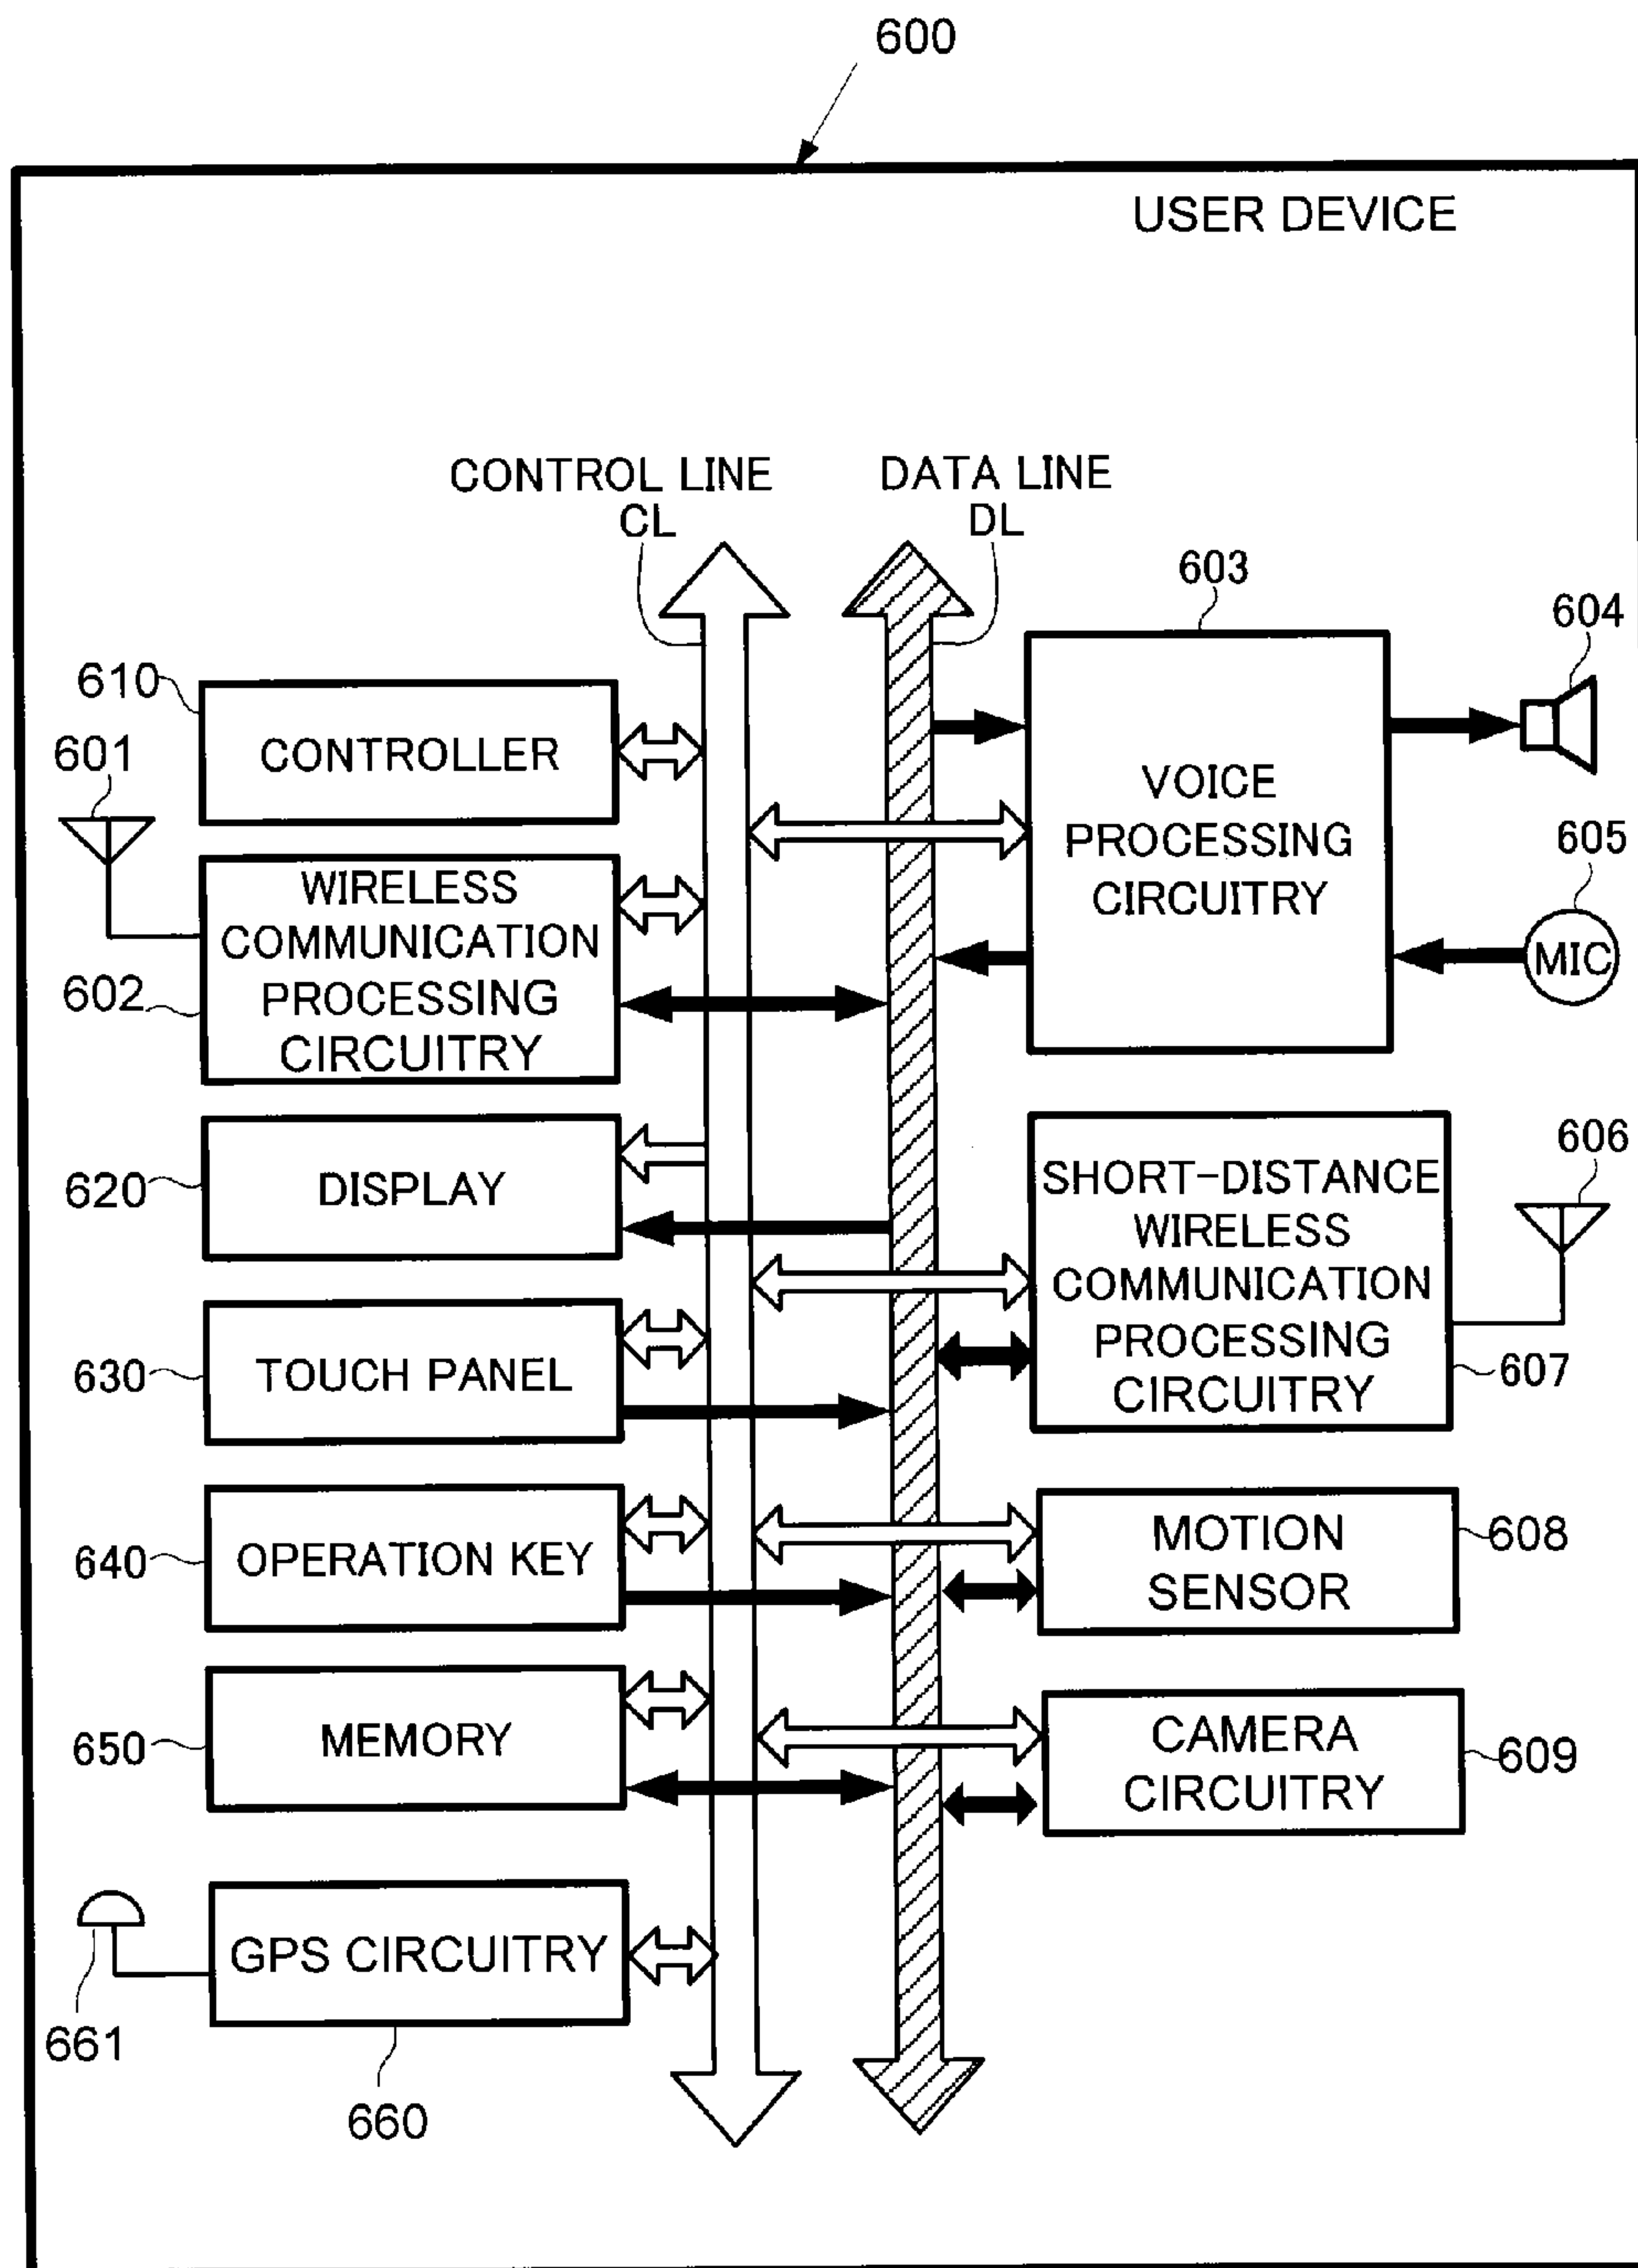 600
USER DEVICE
CONTROL LINE
CL
DATA LINE
DL
603
604
610
CONTROLLER
601
VOICE
PROCESSING
CIRCUITRY
605
MIC
WIRELESS
COMMUNICATION
PROCESSING
CIRCUITRY
602
620
DISPLAY
606
SHORT-DISTANCE
WIRELESS
COMMUNICATION
PROCESSING
CIRCUITRY
607
630
TOUCH PANEL
640
OPERATION KEY
MOTION
SENSOR
608
650
MEMORY
CAMERA
CIRCUITRY
609
GPS CIRCUITRY
661
660